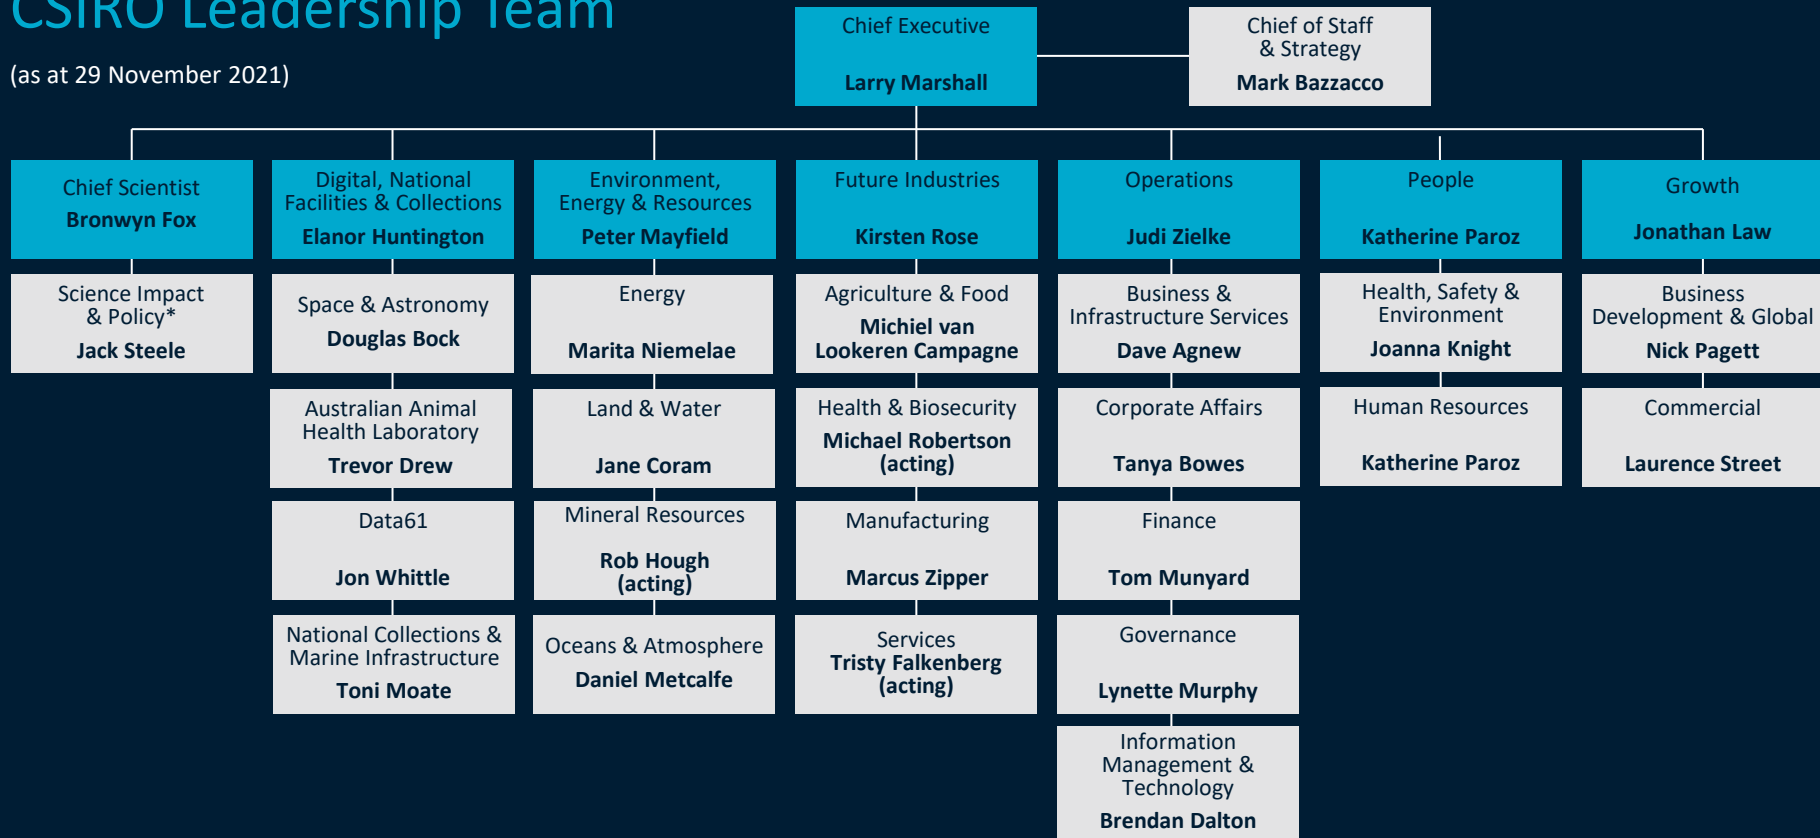 CSIRO Leadership Team
(as at 29 November 2021)
Chief Executive
Larry Marshall
Chief of Staff
& Strategy
Mark Bazzacco
Chief Scientist
Bronwyn Fox
Digital, National
Facilities & Collections
Elanor Huntington
Environment,
Energy & Resources
Peter Mayfield
Future Industries
Kirsten Rose
Operations
Judi Zielke
People
Katherine Paroz
Growth
Jonathan Law
Science Impact
& Policy*
Jack Steele
Space & Astronomy
Douglas Bock
Energy
Marita Niemelae
Agriculture & Food
Michiel van
Lookeren Campagne
Business &
Infrastructure Services
Dave Agnew
Health, Safety &
Environment
Joanna Knight
Business
Development & Global
Nick Pagett
Australian Animal
Health Laboratory
Trevor Drew
Land & Water
Jane Coram
Health & Biosecurity
Michael Robertson
(acting)
Corporate Affairs
Tanya Bowes
Human Resources
Katherine Paroz
Commercial
Laurence Street
Data61
Jon Whittle
Mineral Resources
Rob Hough
(acting)
Manufacturing
Marcus Zipper
Finance
Tom Munyard
National Collections &
Marine Infrastructure
Toni Moate
Oceans & Atmosphere
Daniel Metcalfe
Services
Tristy Falkenberg
(acting)
Governance
Lynette Murphy
Information
Management &
Technology
Brendan Dalton